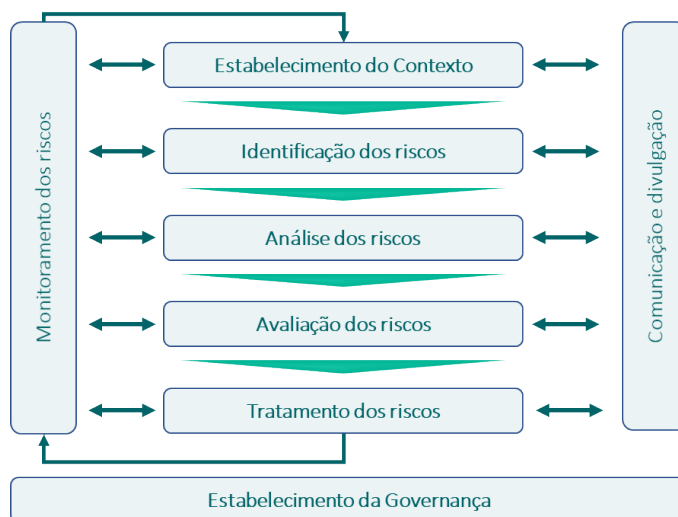 Monitoramento dos riscos
Estabelecimento do Contexto
Identificação dos riscos
Análise dos riscos
Avaliação dos riscos
Tratamento dos riscos
Comunicação e divulgação
Estabelecimento da Governança